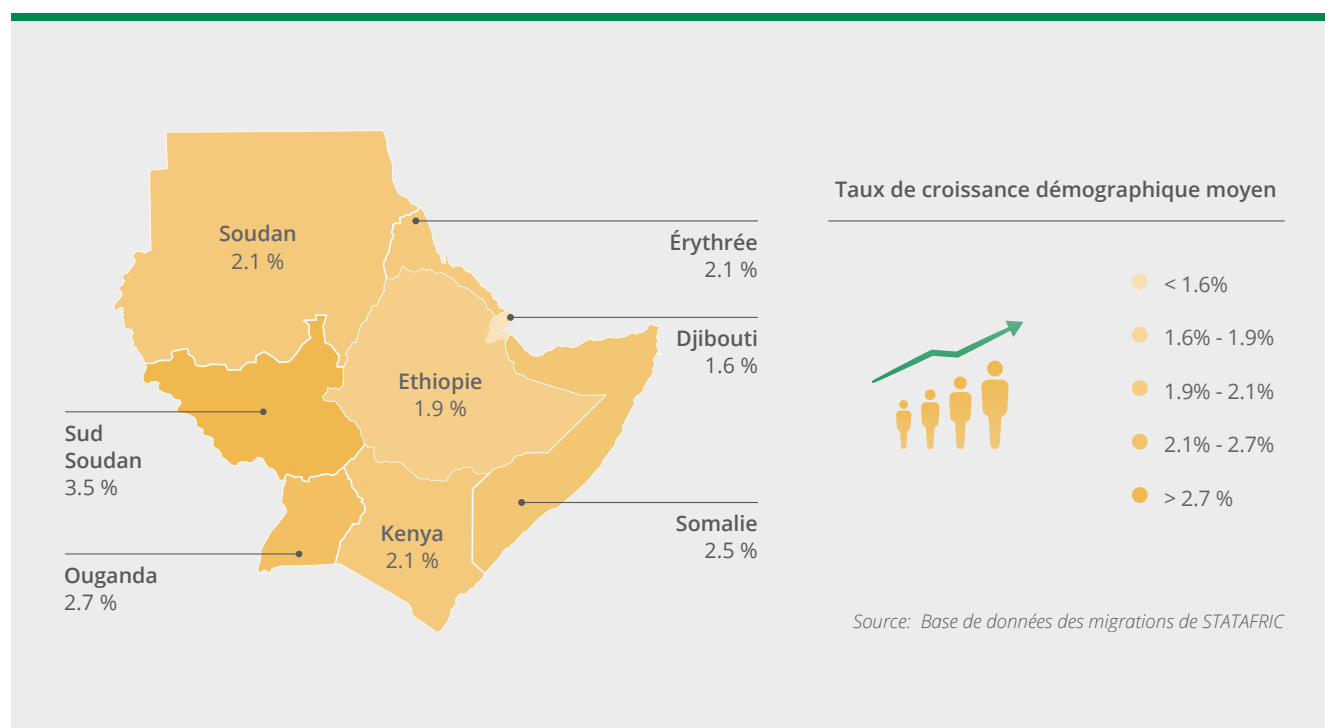 Taux de croissance démographique moyen
Soudan
2.1 %
Érythrée
2.1 %
Djibouti
1.6 %
Ethiopie
1.9 %
Sud
Soudan
3.5 %
Somalie
2.5 %
Kenya
2.1 %
Ouganda
2.7 %
< 1.6%
1.6% - 1.9%
1.9% - 2.1%
2.1% - 2.7%
> 2.7 %
Source: Base de données des migrations de STATAFRIC